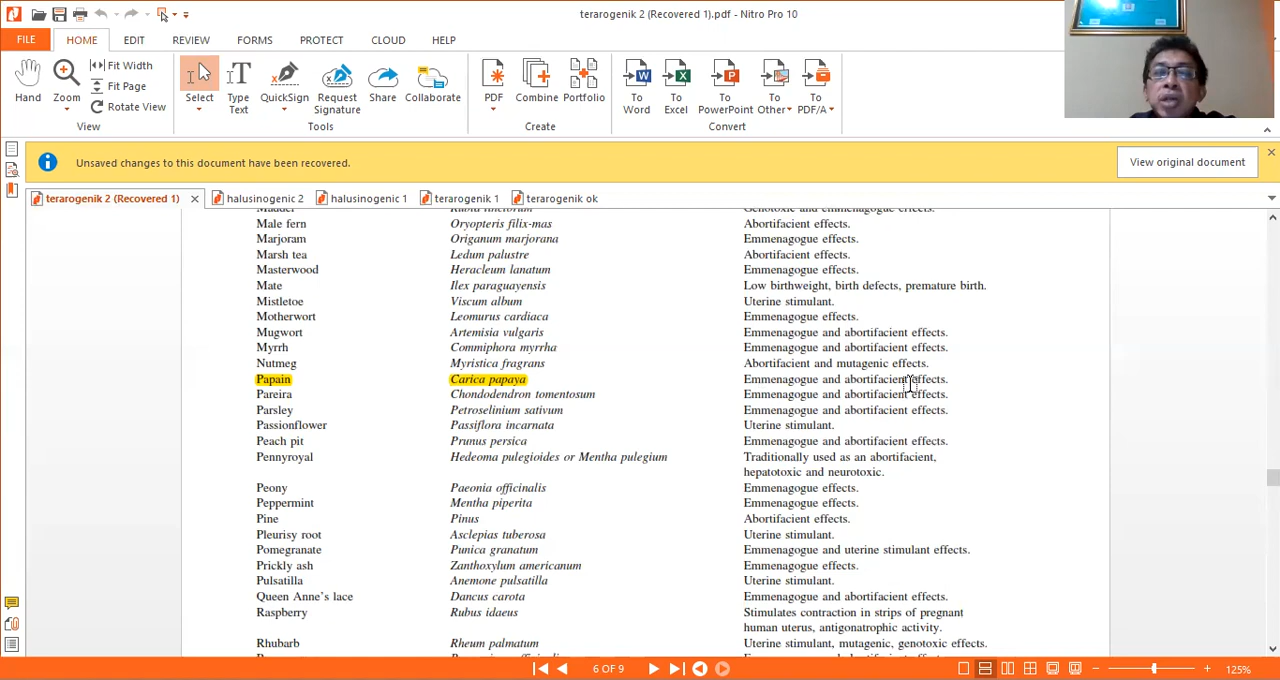 terarogenik 2 (Recovered 1).pdf - Nitro Pro 10
FILE HOME EDIT REVIEW FORMS PROTECT CLOUD HELP
Hand
Zoom
Fit Width
Fit Page
Rotate View
View
Select
Type Text
QuickSign
Request Signature
Share
Collaborate
Tools
PDF
Combine
Portfolio
Create
To Word
To Excel
To PowerPoint
To Other
To PDF/A
Convert
Unsaved changes to this document have been recovered.
View original document
terarogenik 2 (Recovered 1) halusinogenic 2 halusinogenic 1 terarogenik 1 terarogenik ok
Male fern Oryopteris filix-mas Abortifacient effects.
Marjoram Origanum marjorana Emmenagogue effects.
Marsh tea Ledum palustre Abortifacient effects.
Masterwood Heracleum lanatum Emmenagogue effects.
Mate Ilex paraguayensis Low birthweight, birth defects, premature birth.
Mistletoe Viscum album Uterine stimulant.
Motherwort Leomurus cardiaca Emmenagogue effects.
Mugwort Artemisia vulgaris Emmenagogue and abortifacient effects.
Myrrh Commiphora myrrha Emmenagogue and abortifacient effects.
Nutmeg Myristica fragrans Abortifacient and mutagenic effects.
Papain Carica papaya Emmenagogue and abortifacient effects.
Pareira Chondodendron tomentosum Emmenagogue and abortifacient effects.
Parsley Petroselinium sativum Emmenagogue and abortifacient effects.
Passionflower Passiflora incarnata Uterine stimulant.
Peach pit Prunus persica Emmenagogue and abortifacient effects.
Pennyroyal Hedeoma pulegioides or Mentha pulegium Traditionally used as an abortifacient,
hepatotoxic and neurotoxic.
Peony Paeonia officinalis Emmenagogue effects.
Peppermint Mentha piperita Emmenagogue effects.
Pine Pinus Abortifacient effects.
Pleurisy root Asclepias tuberosa Uterine stimulant.
Pomegranate Punica granatum Emmenagogue and uterine stimulant effects.
Prickly ash Zanthoxylum americanum Emmenagogue effects.
Pulsatilla Anemone pulsatilla Uterine stimulant.
Queen Anne's lace Dancus carota Emmenagogue and abortifacient effects.
Raspberry Rubus idaeus Stimulates contraction in strips of pregnant
human uterus, antigonatrophic activity.
Rhubarb Rheum palmatum Uterine stimulant, mutagenic, genotoxic effects.
6 OF 9
125%